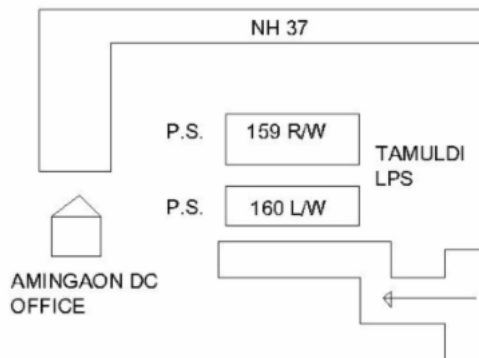 NH 37
P.S. 159 R/W
TAMULDI
LPS
P.S. 160 L/W
AMINGAON DC
OFFICE